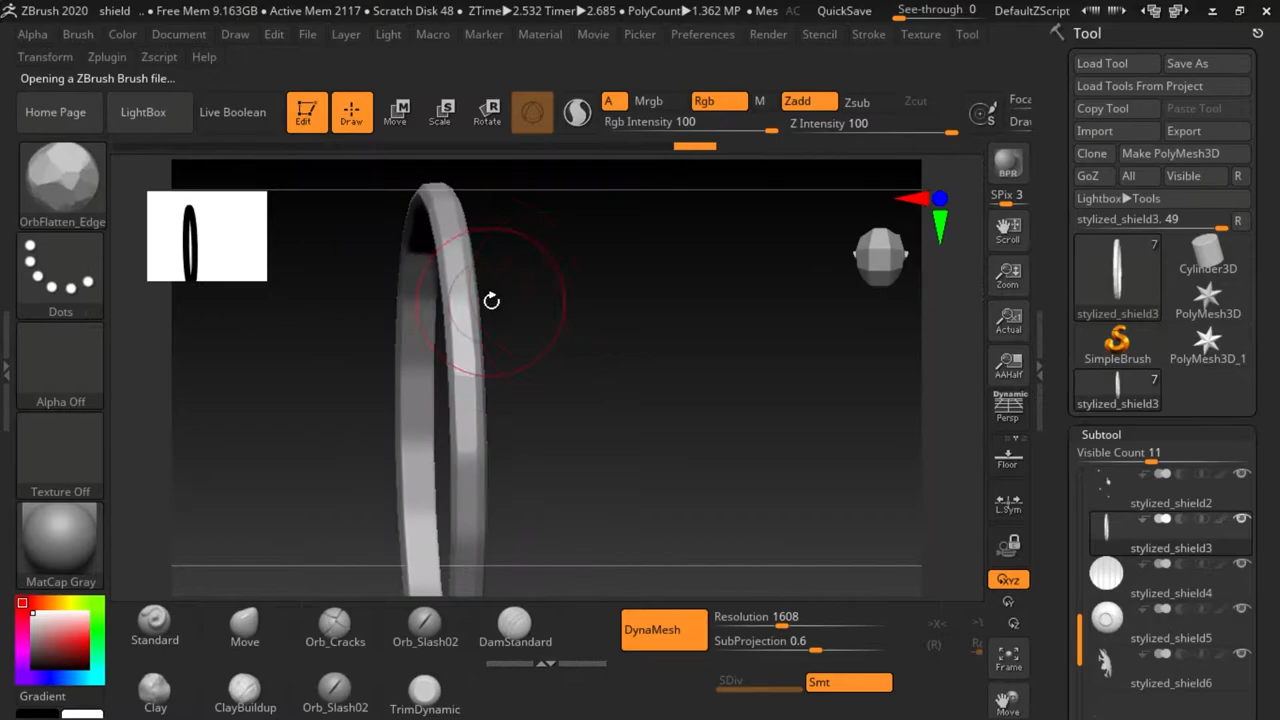 ZBrush 2020 shield .. • Free Mem 9.163GB • Active Mem 2117 • Scratch Disk 48 • ZTime▶2.532 Timer▶2.685 • PolyCount▶1.362 MP • Mes AC QuickSave See-through 0 DefaultZScript
Alpha Brush Color Document Draw Edit File Layer Light Macro Marker Material Movie Picker Preferences Render Stencil Stroke Texture Tool
Transform Zplugin Zscript Help
Opening a ZBrush Brush file...
Home Page LightBox Live Boolean Edit Draw Move Scale Rotate
A Mrgb Rgb M Zadd Zsub Zcut Foca
Rgb Intensity 100 Z Intensity 100 Drav
OrbFlatten_Edge
Dots
Alpha Off
Texture Off
MatCap Gray
Gradient
BPR
SPix 3
Scroll
Zoom
Actual
AAHalf
Dynamic
Persp
Floor
L.Sym
XYZ
Frame
Move
Tool
Load Tool Save As
Load Tools From Project
Copy Tool Paste Tool
Import Export
Clone Make PolyMesh3D
GoZ All Visible R
Lightbox▶Tools
stylized_shield3. 49 R
7
Cylinder3D
stylized_shield3 PolyMesh3D
SimpleBrush PolyMesh3D_1
7
stylized_shield3
Subtool
Visible Count 11
stylized_shield2
stylized_shield3
stylized_shield4
stylized_shield5
stylized_shield6
Standard Move Orb_Cracks Orb_Slash02 DamStandard
Clay ClayBuildup Orb_Slash02 TrimDynamic
DynaMesh Resolution 1608
SubProjection 0.6
SDiv Smt
>X<
(R)